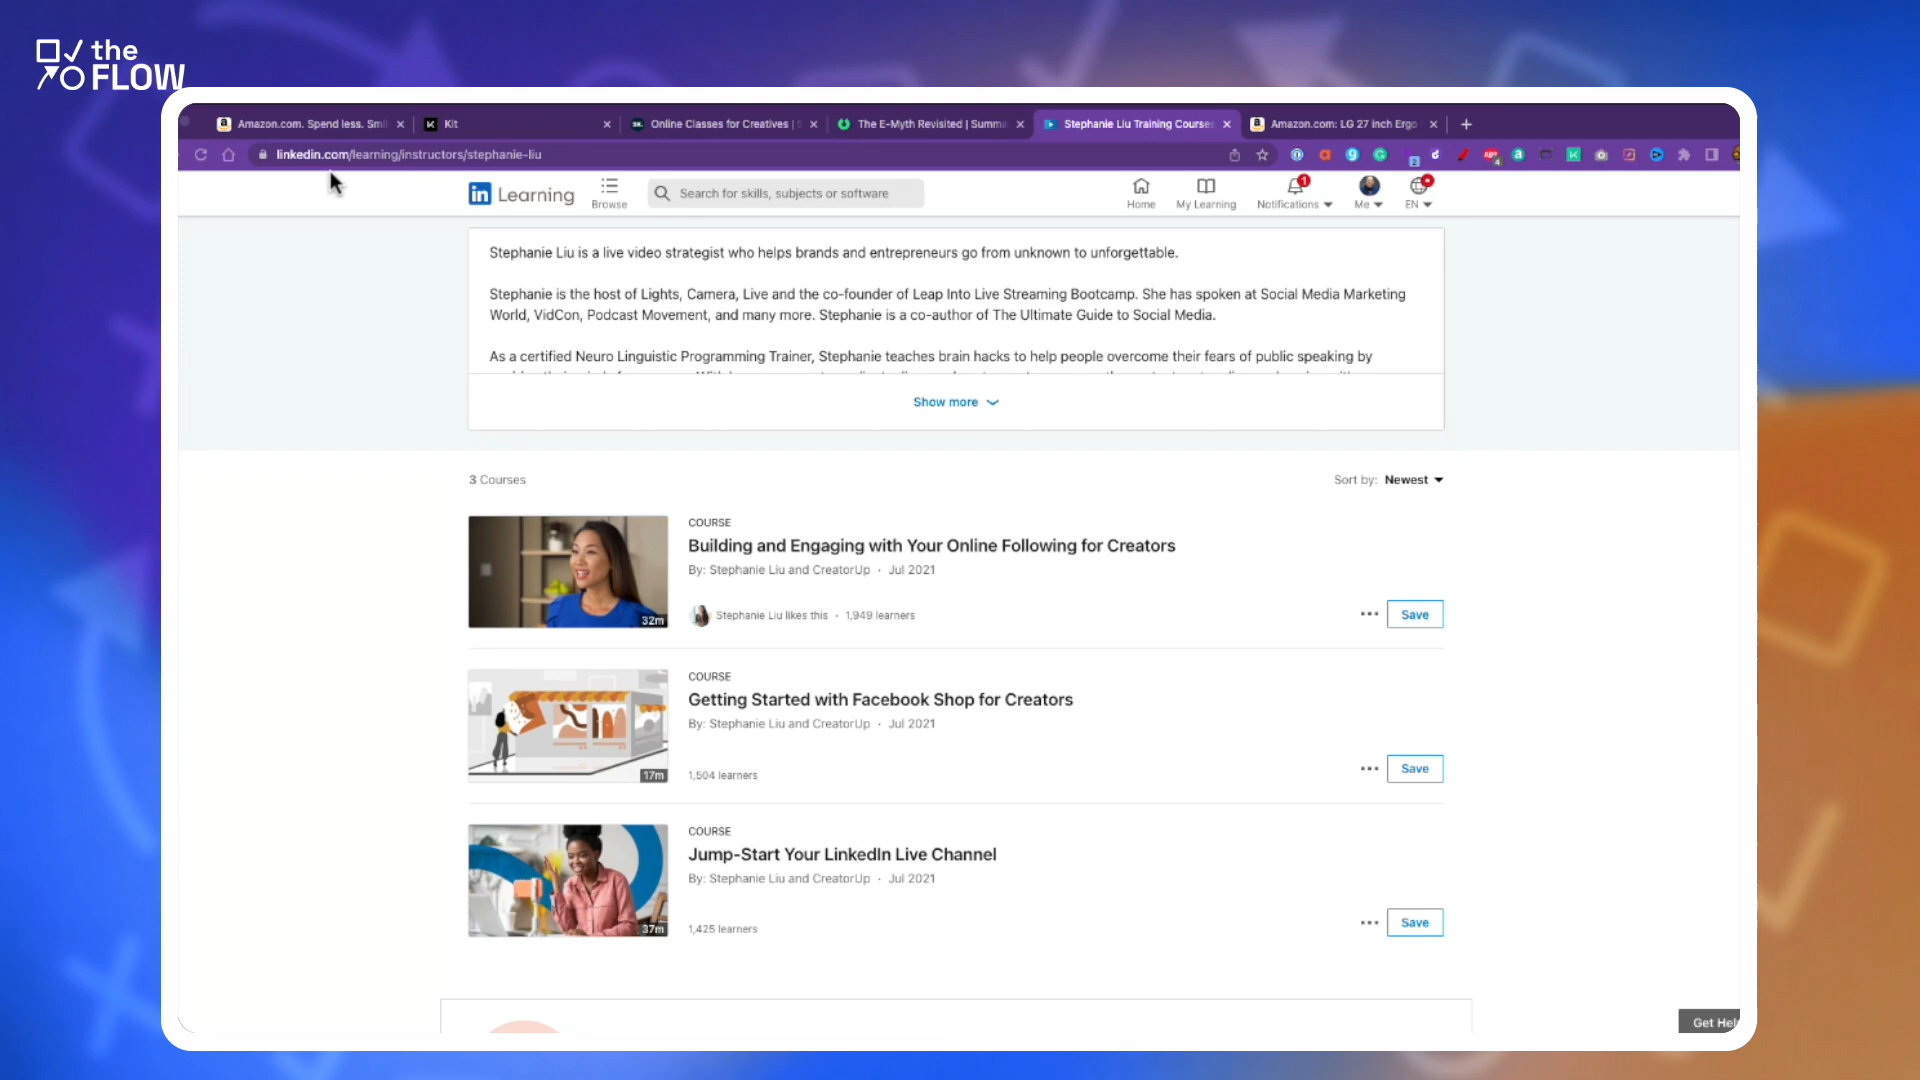 the
FLOW
Amazon.com. Spend less. Smi
Kit
Online Classes for Creatives |
The E-Myth Revisited | Summa
Stephanie Liu Training Courses
Amazon.com: LG 27 inch Ergo
linkedin.com/learning/instructors/stephanie-liu
in Learning
Browse
Search for skills, subjects or software
Home
My Learning
1
Notifications
Me
EN
Stephanie Liu is a live video strategist who helps brands and entrepreneurs go from unknown to unforgettable.
Stephanie is the host of Lights, Camera, Live and the co-founder of Leap Into Live Streaming Bootcamp. She has spoken at Social Media Marketing
World, VidCon, Podcast Movement, and many more. Stephanie is a co-author of The Ultimate Guide to Social Media.
As a certified Neuro Linguistic Programming Trainer, Stephanie teaches brain hacks to help people overcome their fears of public speaking by
Show more
3 Courses
Sort by: Newest
COURSE
Building and Engaging with Your Online Following for Creators
By: Stephanie Liu and CreatorUp · Jul 2021
32m
Stephanie Liu likes this · 1,949 learners
Save
COURSE
Getting Started with Facebook Shop for Creators
By: Stephanie Liu and CreatorUp · Jul 2021
17m
1,504 learners
Save
COURSE
Jump-Start Your LinkedIn Live Channel
By: Stephanie Liu and CreatorUp · Jul 2021
37m
1,425 learners
Save
Get Hel